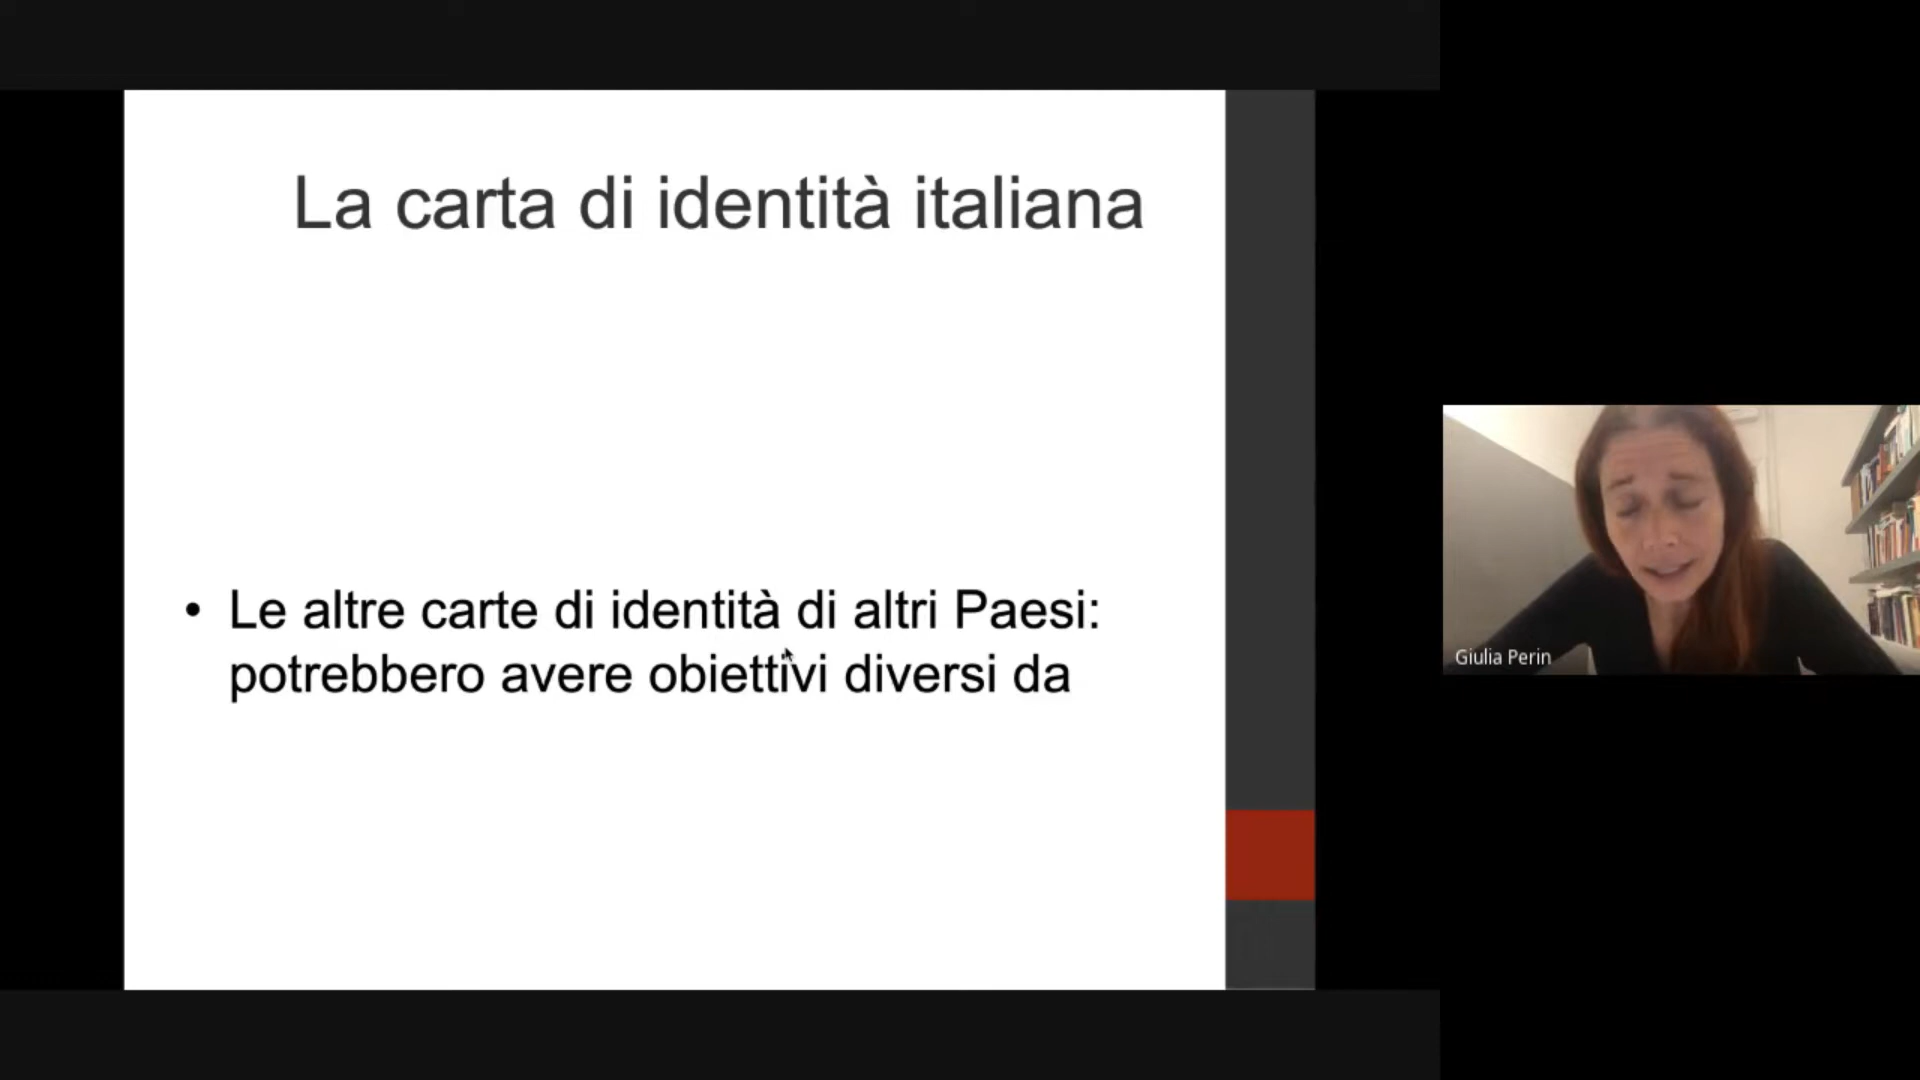 La carta di identità italiana
• Le altre carte di identità di altri Paesi:
potrebbero avere obiettivi diversi da
Giulia Perin